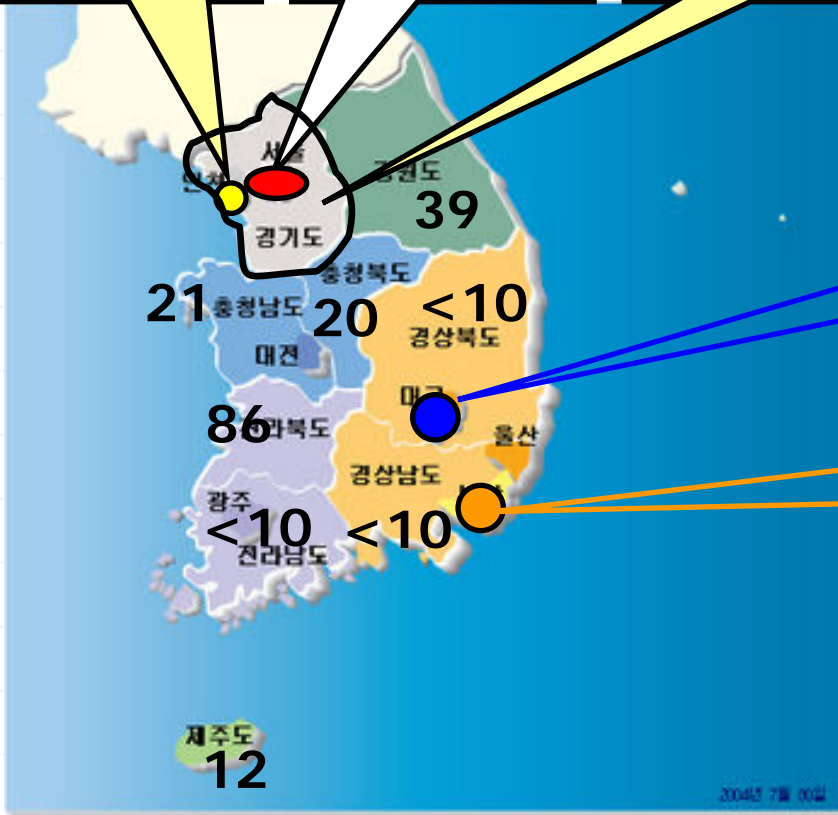 서울
인천
강원도
39
경기도
충청북도
21
충청남도
20
<10
경상북도
대전
대구
86
전라북도
울산
경상남도
광주
<10
<10
전라남도
제주도
12